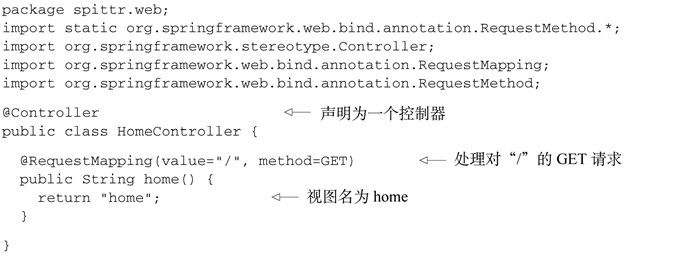 package spittr.web;
import static org.springframework.web.bind.annotation.RequestMethod.*;
import org.springframework.stereotype.Controller;
import org.springframework.web.bind.annotation.RequestMapping;
import org.springframework.web.bind.annotation.RequestMethod;
@Controller 声明为一个控制器
public class HomeController {
@RequestMapping(value="/", method=GET) 处理对“/”的 GET 请求
public String home() {
return "home"; 视图名为 home
}
}